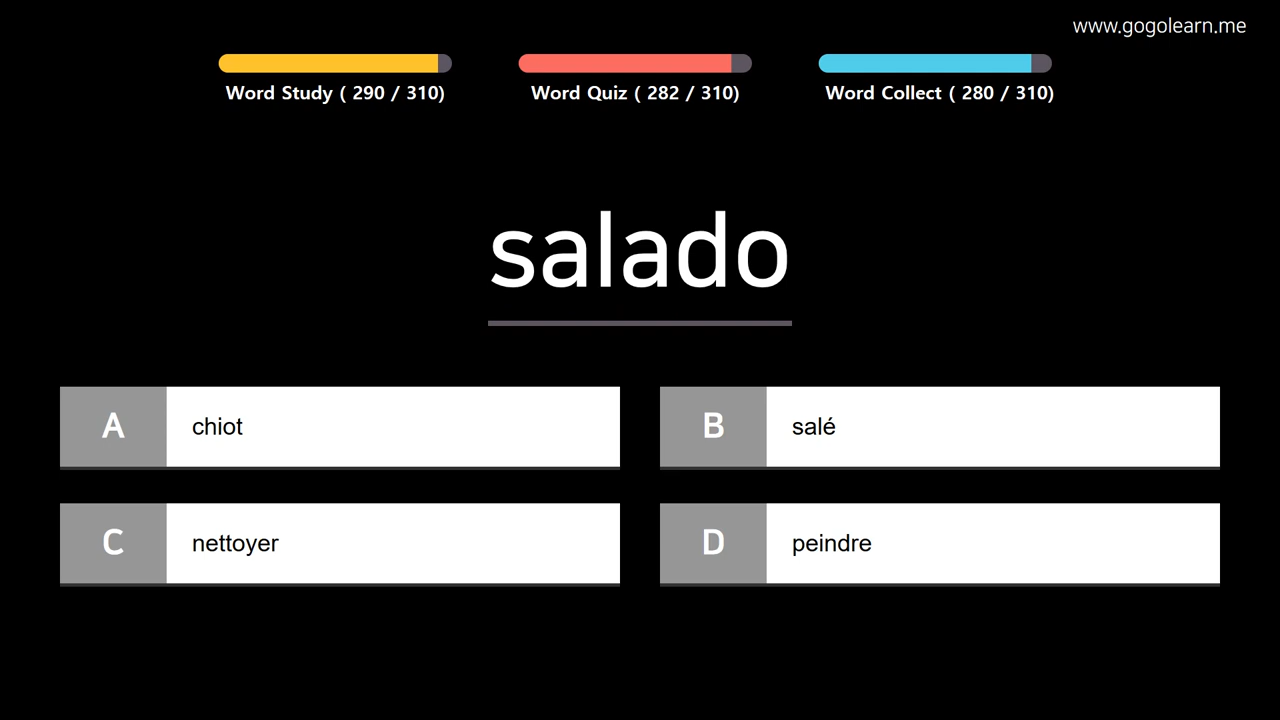 www.gogolearn.me
Word Study ( 290 / 310)
Word Quiz ( 282 / 310)
Word Collect ( 280 / 310)
salado
A chiot
B salé
C nettoyer
D peindre